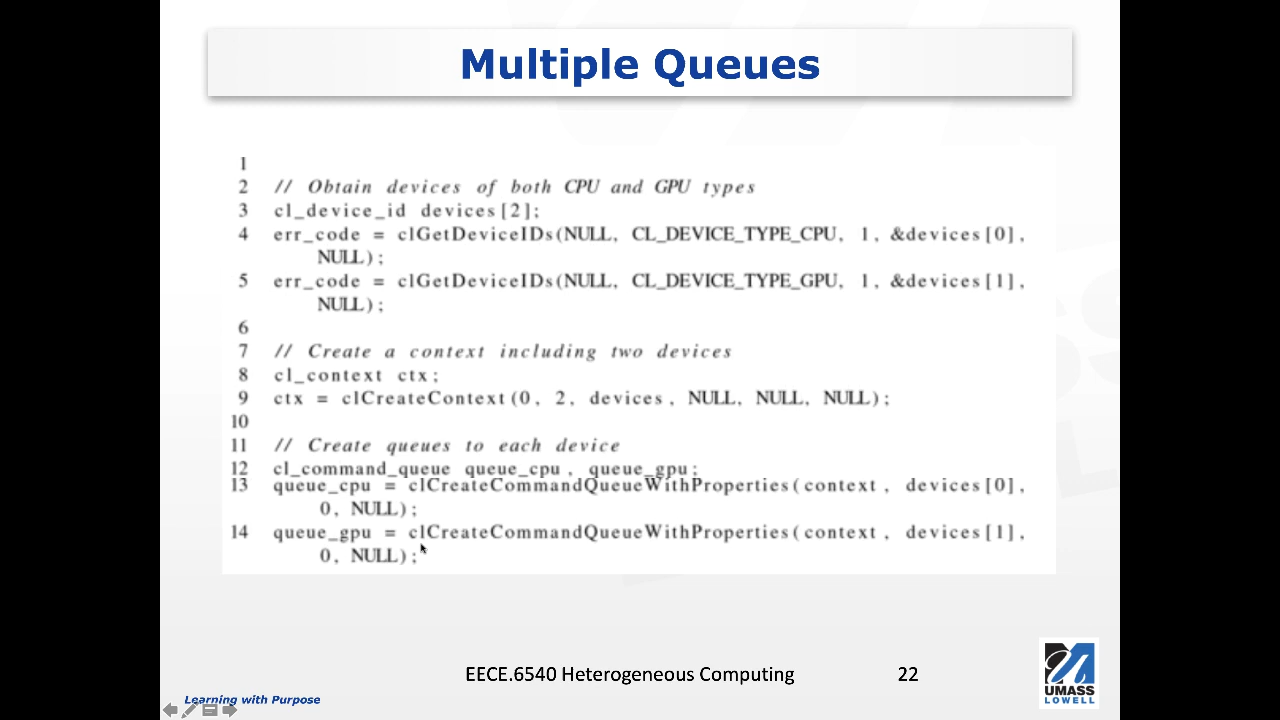 Multiple Queues
1
2 // Obtain devices of both CPU and GPU types
3 cl_device_id devices[2];
4 err_code = clGetDeviceIDs(NULL, CL_DEVICE_TYPE_CPU, 1, &devices[0],
NULL);
5 err_code = clGetDeviceIDs(NULL, CL_DEVICE_TYPE_GPU, 1, &devices[1],
NULL);
6
7 // Create a context including two devices
8 cl_context ctx;
9 ctx = clCreateContext(0, 2, devices, NULL, NULL, NULL);
10
11 // Create queues to each device
12 cl_command_queue queue_cpu, queue_gpu;
13 queue_cpu = clCreateCommandQueueWithProperties(context, devices[0],
0, NULL);
14 queue_gpu = clCreateCommandQueueWithProperties(context, devices[1],
0, NULL);
EECE.6540 Heterogeneous Computing 22
UMASS
LOWELL
Learning with Purpose